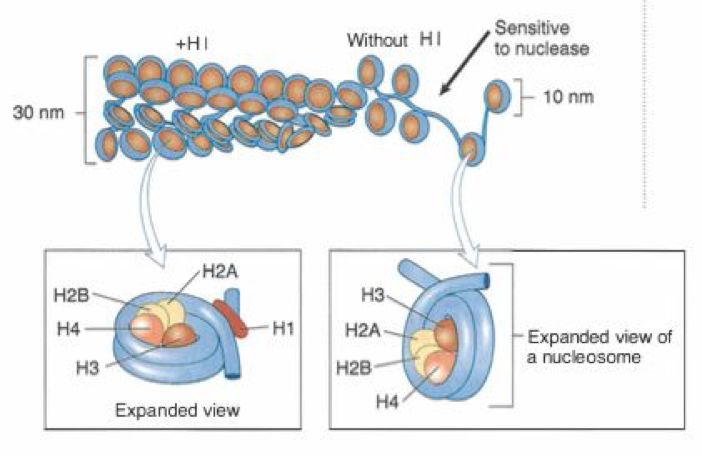 +H I
Without H I
Sensitive
to nuclease
30 nm
10 nm
H2A
H2B
H4
H1
H3
Expanded view
H3
H2A
H2B
H4
Expanded view of
a nucleosome